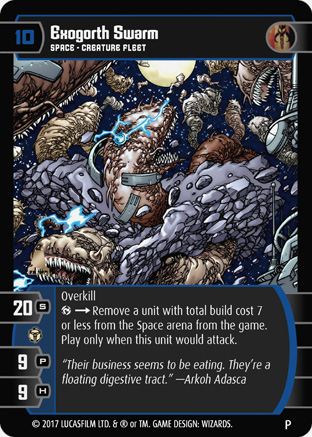 10
Exogorth Swarm
SPACE • CREATURE FLEET
20 S
9 P
9 H
Overkill
→ Remove a unit with total build cost 7
or less from the Space arena from the game.
Play only when this unit would attack.
“Their business seems to be eating. They’re a
floating digestive tract.” —Arkoh Adasca
© 2017 LUCASFILM LTD. & ® or TM. GAME DESIGN: WIZARDS.
P